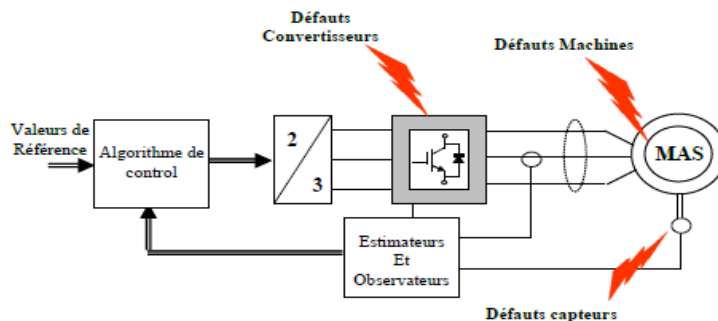 Défauts
Convertisseurs
Défauts Machines
Valeurs de
Référence
Algorithme de
control
2
3
MAS
Estimateurs
Et
Observateurs
Défauts capteurs